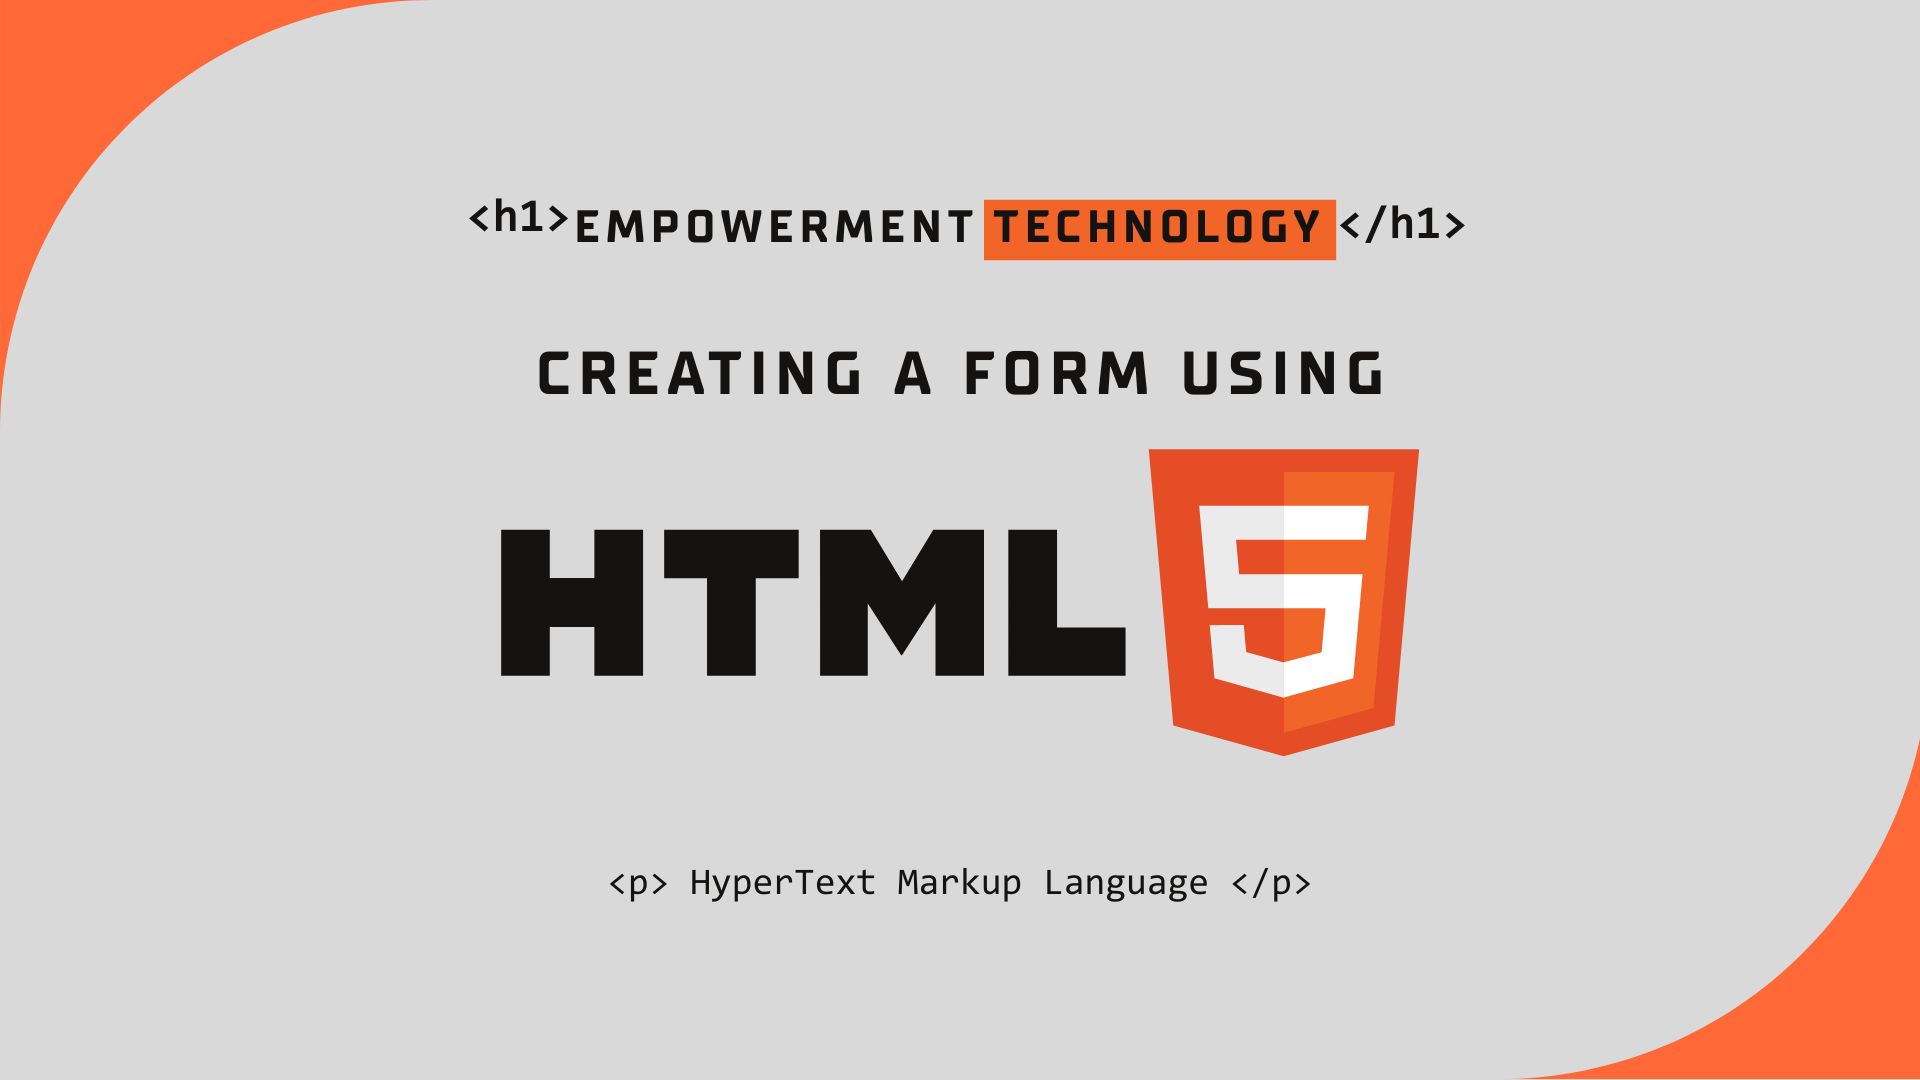 <h1>EMPOWERMENT TECHNOLOGY</h1>
CREATING A FORM USING
HTML5
<p> HyperText Markup Language </p>